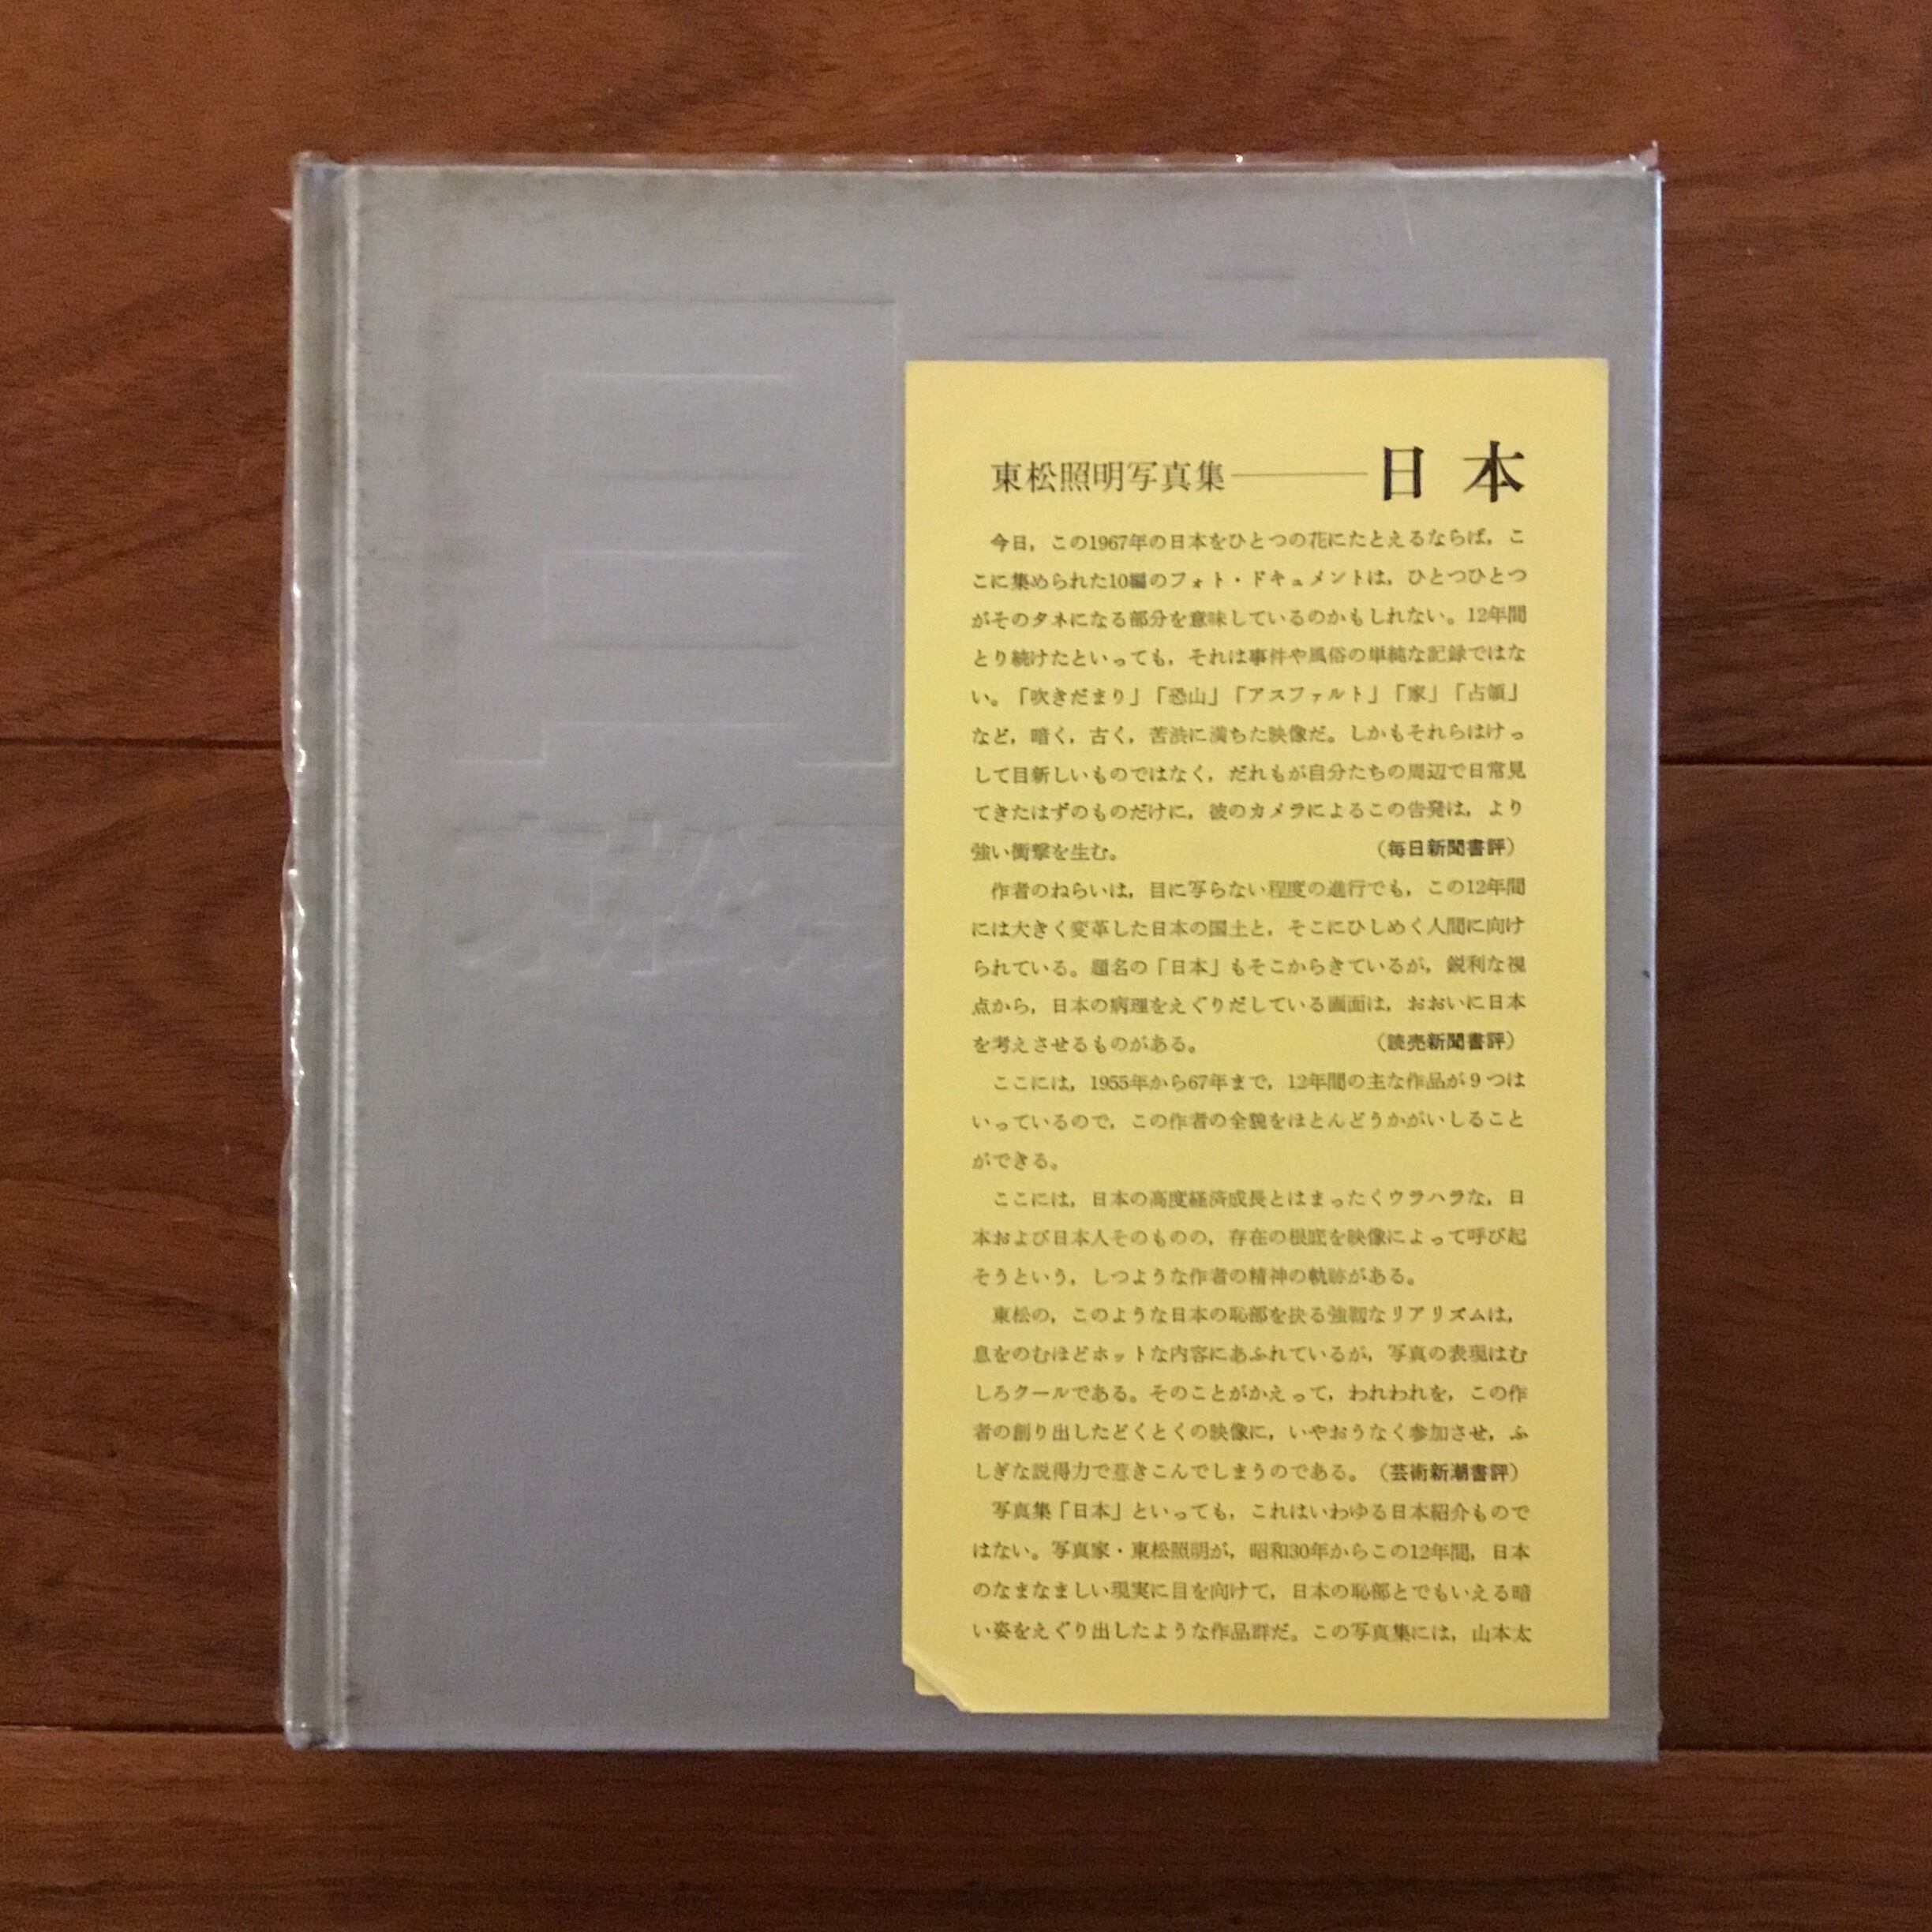 東松照明写真集――日本
今日，この1967年の日本をひとつの花にたとえるならば，こ
こに集められた10編のフォト・ドキュメントは，ひとつひとつ
がそのタネになる部分を意味しているのかもしれない。12年間
とり続けたといっても，それは事件や風俗の単純な記録ではな
い。「吹きだまり」「恐山」「アスファルト」「家」「占領」
など，暗く，古く，苦渋に満ちた映像だ。しかもそれらはけっ
して目新しいものではなく，だれもが自分たちの周辺で日常見
てきたはずのものだけに，彼のカメラによるこの告発は，より
強い衝撃を生む。（毎日新聞書評）
作者のねらいは，目に写らない程度の進行でも，この12年間
には大きく変革した日本の国土と，そこにひしめく人間に向け
られている。題名の「日本」もそこからきているが，鋭利な視
点から，日本の病理をえぐりだしている画面は，おおいに日本
を考えさせるものがある。（読売新聞書評）
ここには，1955年から67年まで，12年間の主な作品が9つは
いっているので，この作者の全貌をほとんどうかがいしること
ができる。
ここには，日本の高度経済成長とはまったくウラハラな，日
本および日本人そのものの，存在の根底を映像によって呼び起
そうという，しつような作者の精神の軌跡がある。
東松の，このような日本の恥部を抉る強靱なリアリズムは，
息をのむほどホットな内容にあふれているが，写真の表現はむ
しろクールである。そのことがかえって，われわれを，この作
者の創り出したどくとくの映像に，いやおうなく参加させ，ふ
しぎな説得力で惹きこんでしまうのである。（芸術新潮書評）
写真集「日本」といっても，これはいわゆる日本紹介もので
はない。写真家・東松照明が，昭和30年からこの12年間，日本
のなまなましい現実に目を向けて，日本の恥部とでもいえる暗
い姿をえぐり出したような作品群だ。この写真集には，山本太